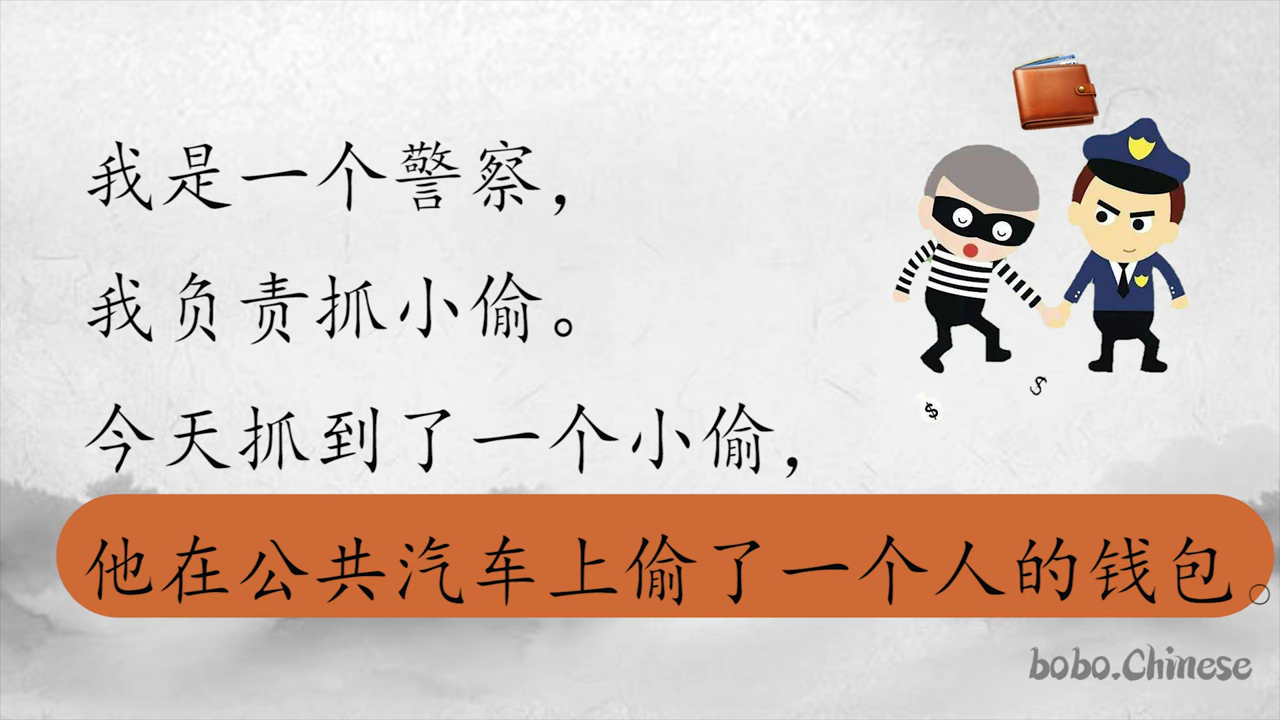 我是一个警察，
我负责抓小偷。
今天抓到了一个小偷，
他在公共汽车上偷了一个人的钱包。
$
$
bobo.Chinese